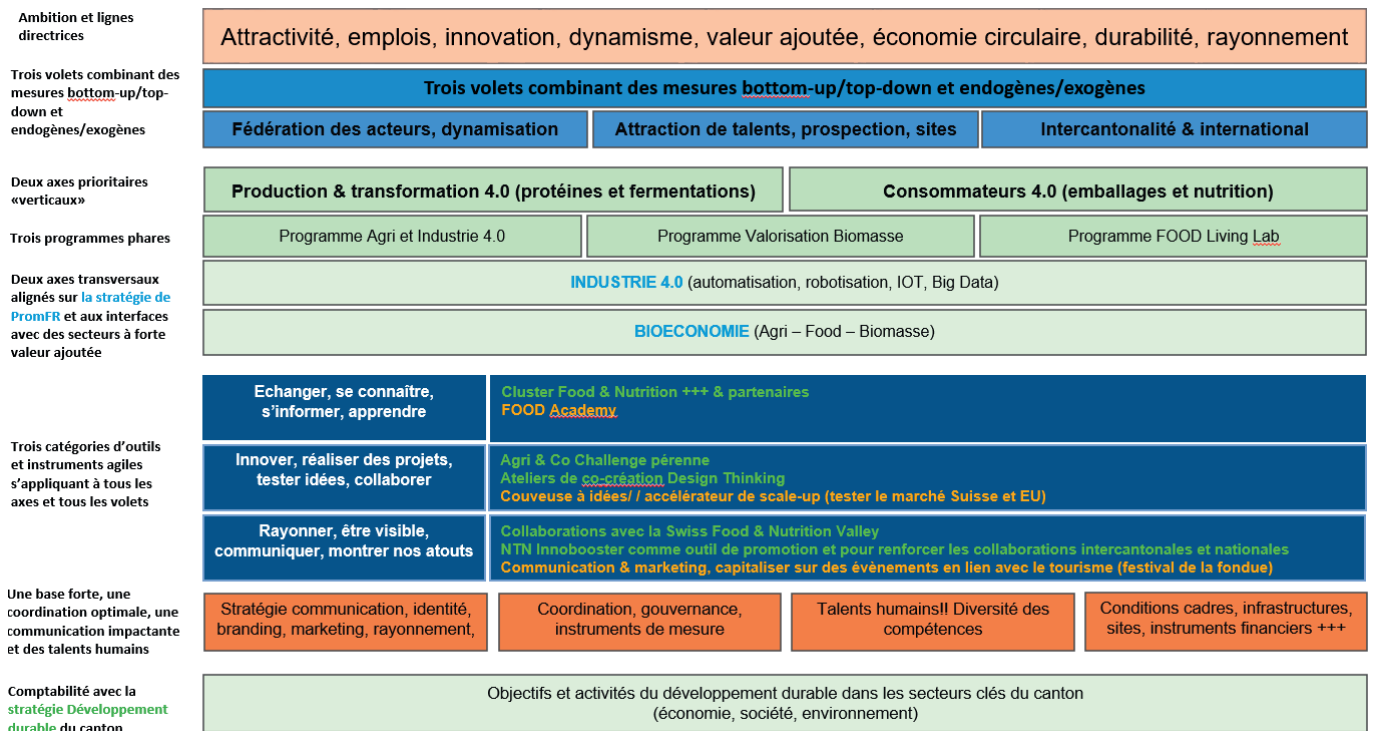 Ambition et lignes
directrices
Attractivité, emplois, innovation, dynamisme, valeur ajoutée, économie circulaire, durabilité, rayonnement
Trois volets combinant des
mesures bottom-up/top-
down et
endogènes/exogènes
Trois volets combinant des mesures bottom-up/top-down et endogènes/exogènes
Fédération des acteurs, dynamisation
Attraction de talents, prospection, sites
Intercantonalité & international
Deux axes prioritaires
«verticaux»
Production & transformation 4.0 (protéines et fermentations)
Consommateurs 4.0 (emballages et nutrition)
Trois programmes phares
Programme Agri et Industrie 4.0
Programme Valorisation Biomasse
Programme FOOD Living Lab
Deux axes transversaux
alignés sur la stratégie de
PromFR et aux interfaces
avec des secteurs à forte
valeur ajoutée
INDUSTRIE 4.0 (automatisation, robotisation, IOT, Big Data)
BIOECONOMIE (Agri – Food – Biomasse)
Trois catégories d'outils
et instruments agiles
s'appliquant à tous les
axes et tous les volets
Echanger, se connaître,
s'informer, apprendre
Cluster Food & Nutrition +++ & partenaires
FOOD Academy
Innover, réaliser des projets,
tester idées, collaborer
Agri & Co Challenge pérenne
Ateliers de co-création Design Thinking
Couveuse à idées/ / accélérateur de scale-up (tester le marché Suisse et EU)
Rayonner, être visible,
communiquer, montrer nos atouts
Collaborations avec la Swiss Food & Nutrition Valley
NTN Innobooster comme outil de promotion et pour renforcer les collaborations intercantonales et nationales
Communication & marketing, capitaliser sur des évènements en lien avec le tourisme (festival de la fondue)
Une base forte, une
coordination optimale, une
communication impactante
et des talents humains
Stratégie communication, identité,
branding, marketing, rayonnement,
Coordination, gouvernance,
instruments de mesure
Talents humains!! Diversité des
compétences
Conditions cadres, infrastructures,
sites, instruments financiers +++
Comptabilité avec la
stratégie Développement
durable du canton
Objectifs et activités du développement durable dans les secteurs clés du canton
(économie, société, environnement)